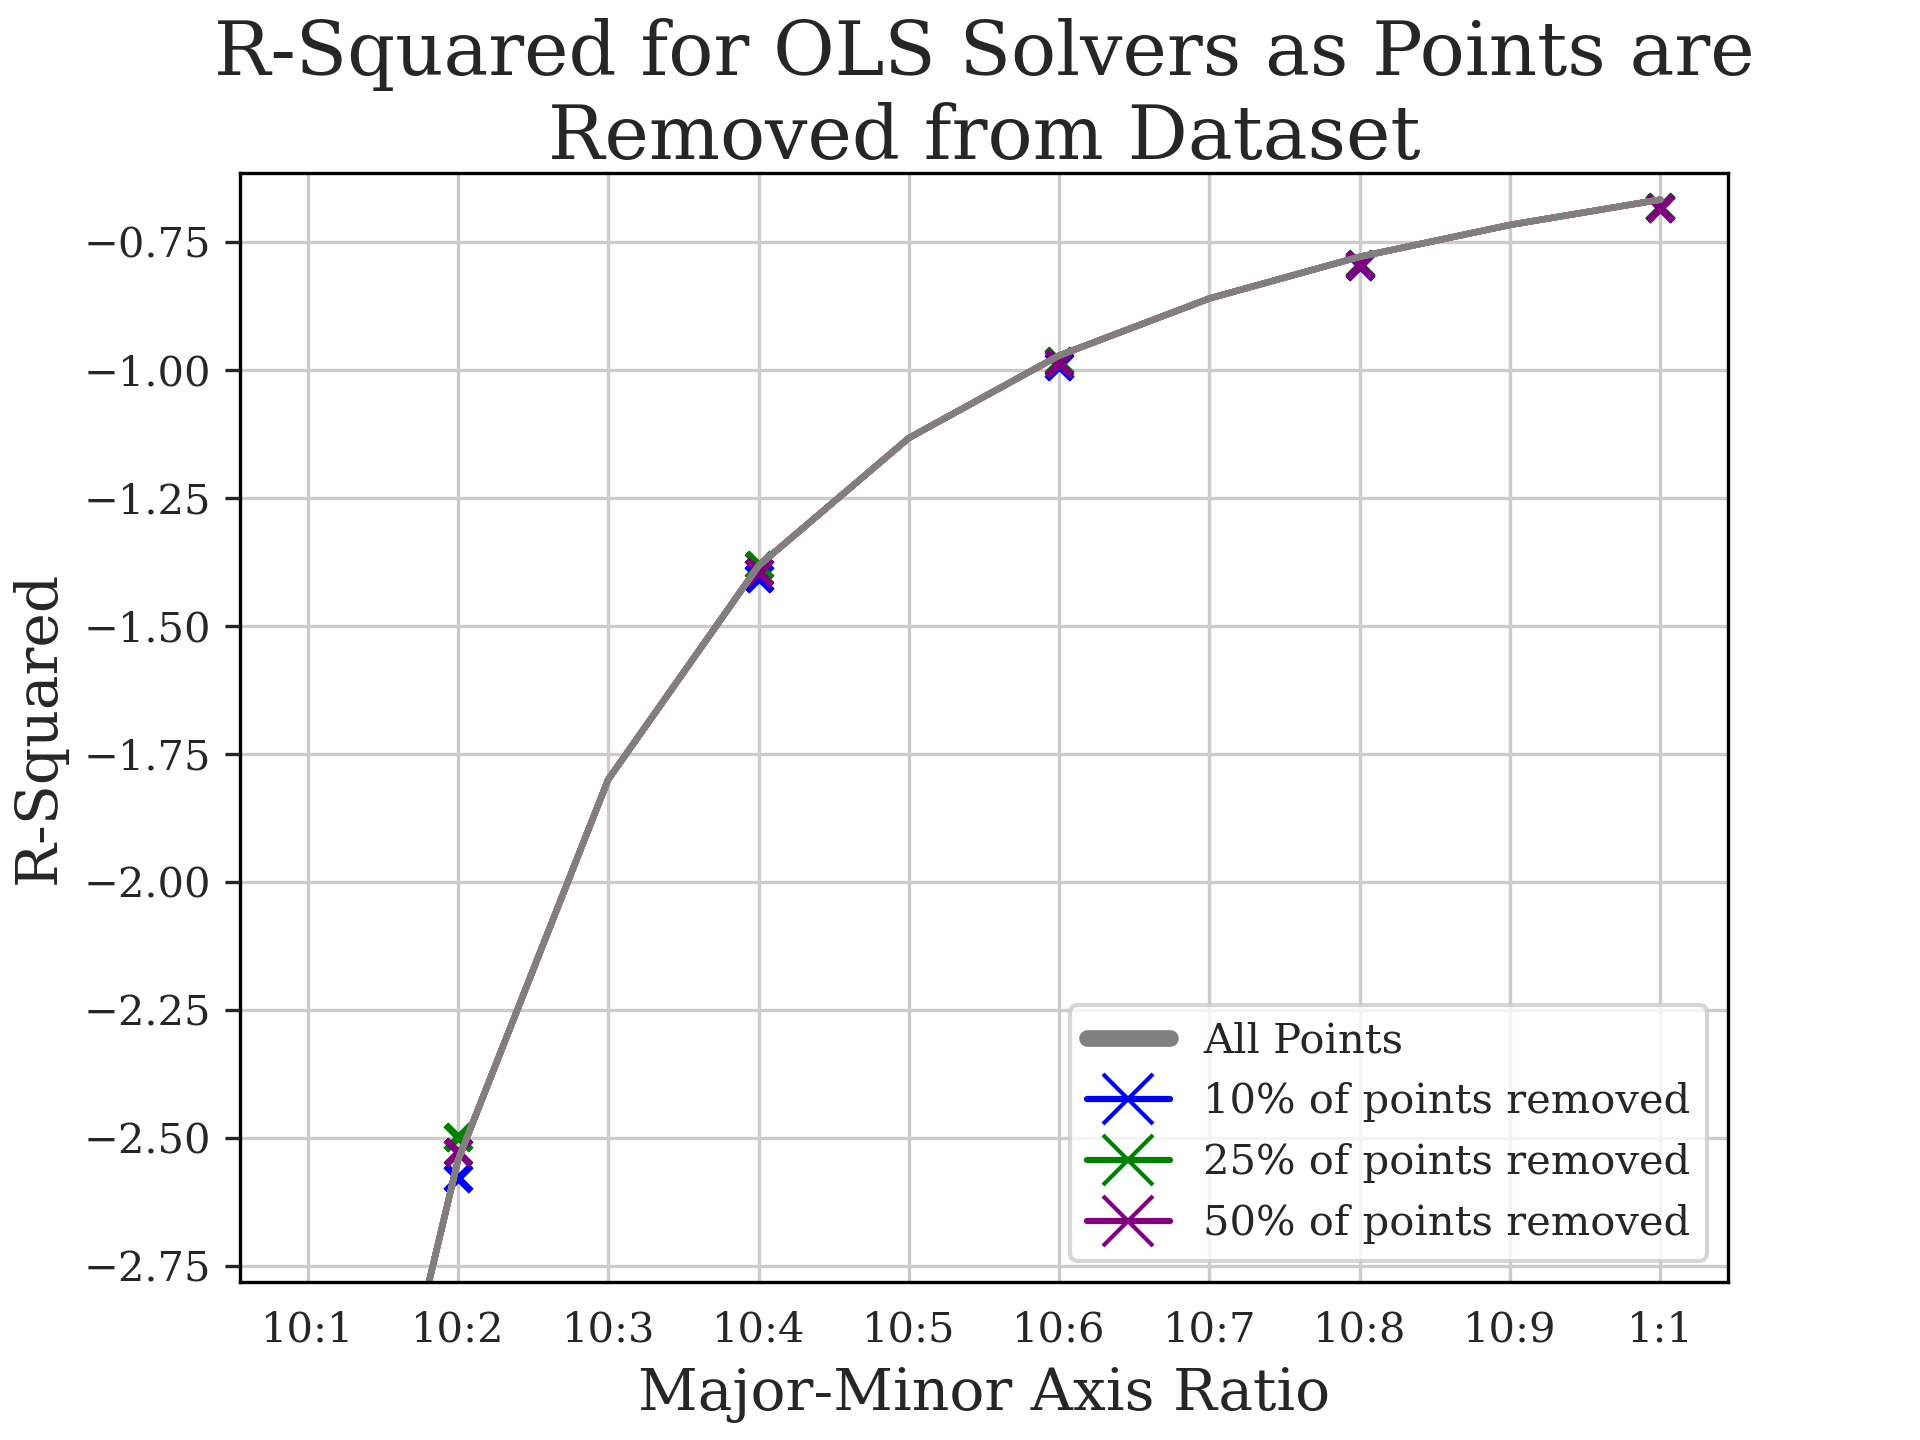 R-Squared for OLS Solvers as Points are
Removed from Dataset
R-Squared
−0.75
−1.00
−1.25
−1.50
−1.75
−2.00
−2.25
−2.50
−2.75
All Points
10% of points removed
25% of points removed
50% of points removed
10:1 10:2 10:3 10:4 10:5 10:6 10:7 10:8 10:9 1:1
Major-Minor Axis Ratio